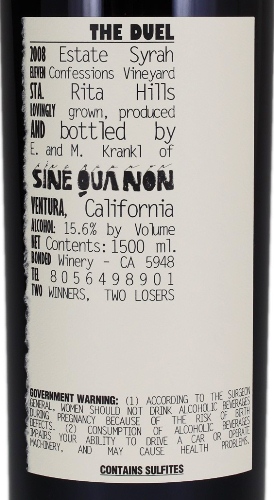 THE DUEL
2008 Estate Syrah
ELEVEN Confessions Vineyard
STA. Rita Hills
LOVINGLY grown, produced
AND bottled by
E. and M. Krankl of
SINE QUA NON
VENTURA, California
ALCOHOL: 15.6% by Volume
NET Contents: 1500 ml.
BONDED Winery - CA 5948
TEL 8056498901
TWO WINNERS, TWO LOSERS
GOVERNMENT WARNING: (1) ACCORDING TO THE SURGEON
GENERAL, WOMEN SHOULD NOT DRINK ALCOHOLIC BEVERAGES
DURING PREGNANCY BECAUSE OF THE RISK OF BIRTH
DEFECTS. (2) CONSUMPTION OF ALCOHOLIC BEVERAGES
IMPAIRS YOUR ABILITY TO DRIVE A CAR OR OPERATE
MACHINERY, AND MAY CAUSE HEALTH PROBLEMS
CONTAINS SULFITES